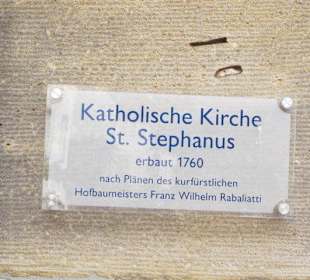 Katholische Kirche
St. Stephanus
erbaut 1760
nach Plänen des kurfürstlichen
Hofbaumeisters Franz Wilhelm Rabaliatti